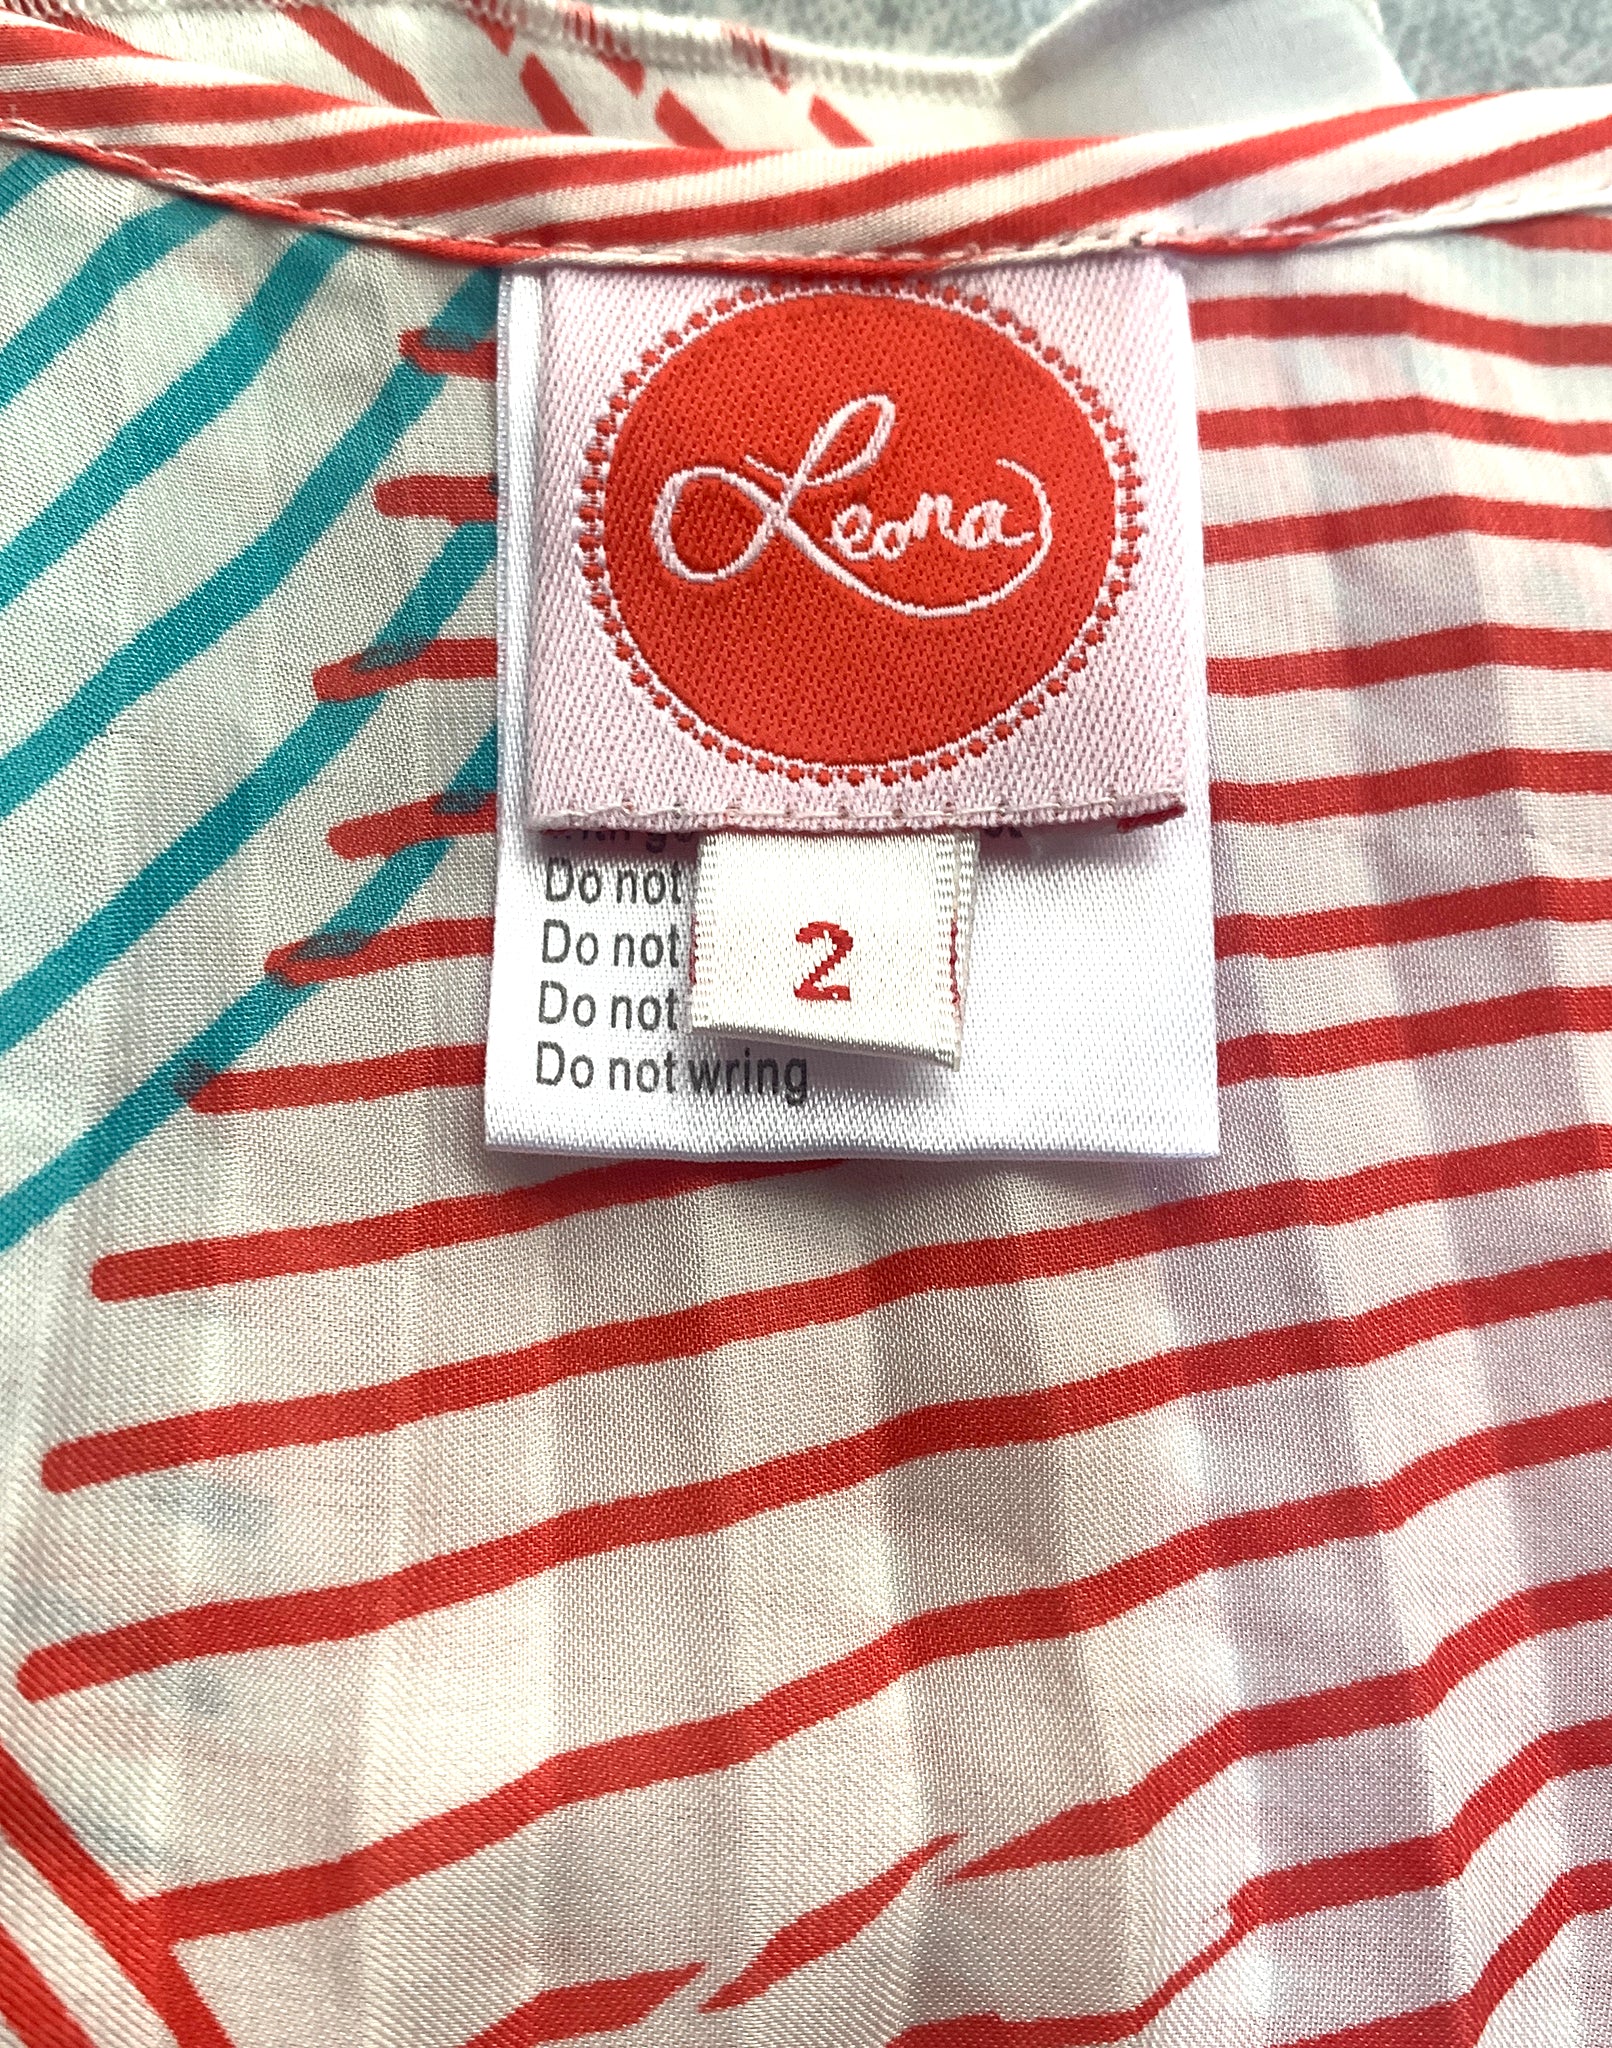 Leona
Do not
Do not
Do not
Do not wring
2